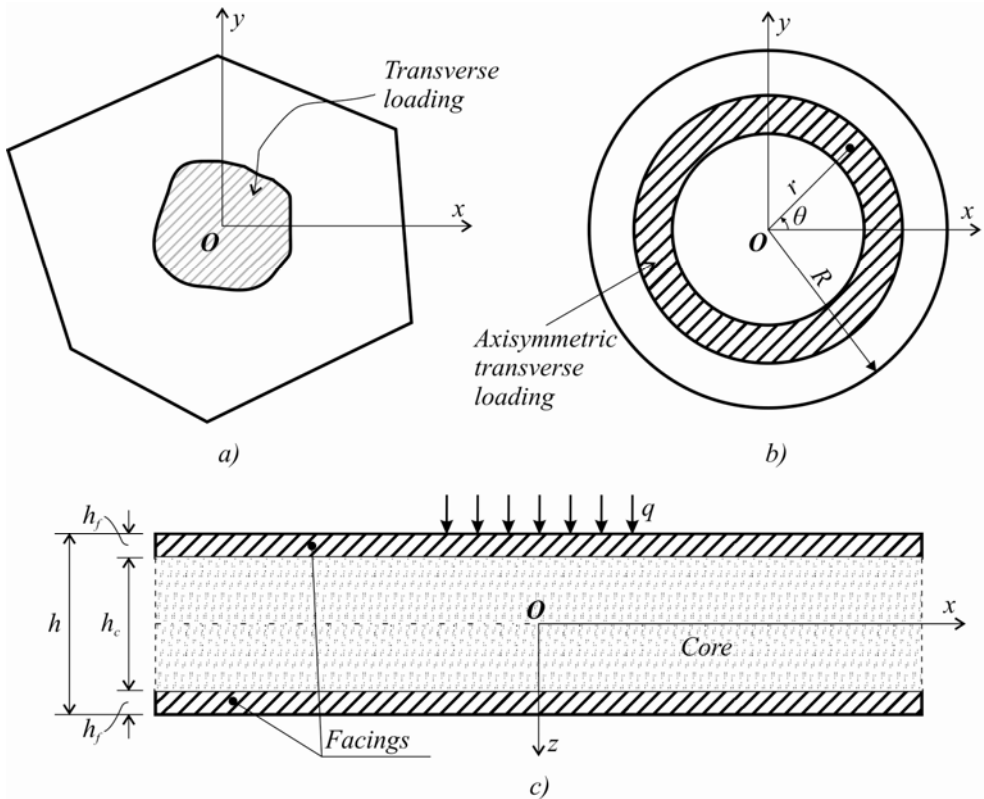 y
Transverse
loading
x
O
a)
y
r
θ
x
O
R
Axisymmetric
transverse
loading
b)
h_f
q
h
h_c
O
x
Core
h_f
Facings
z
c)